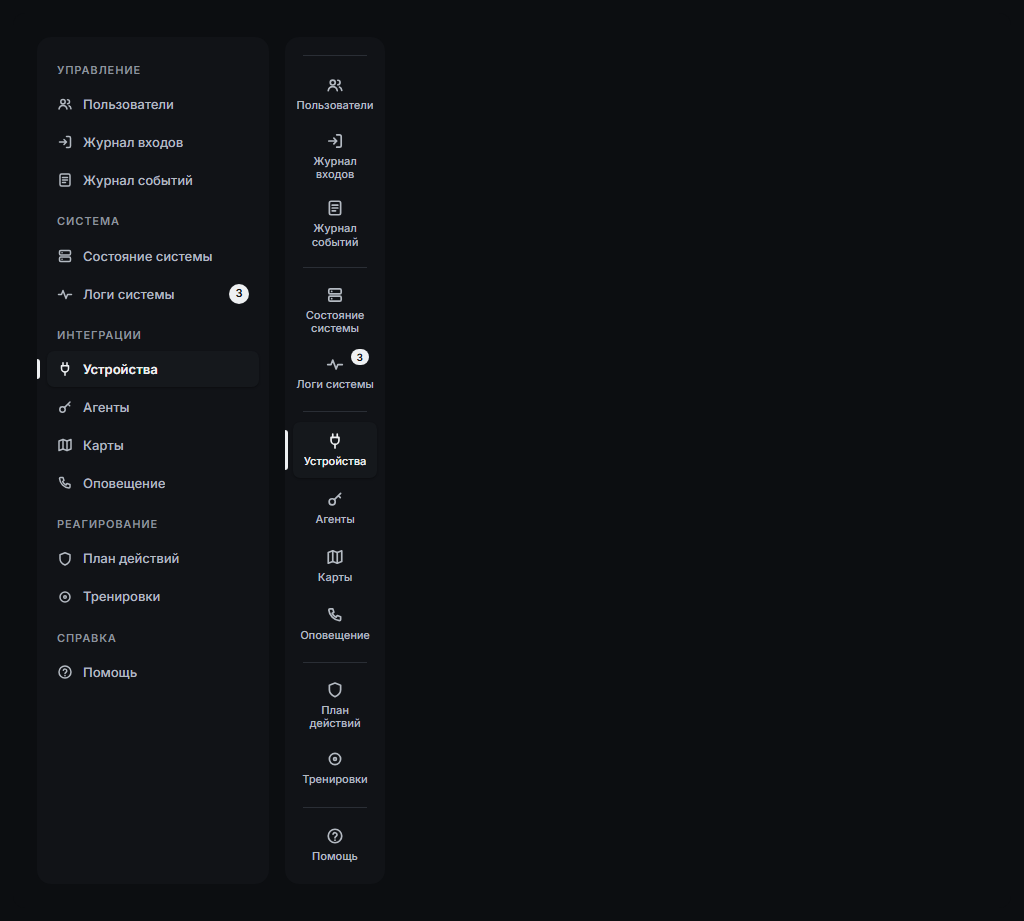 УПРАВЛЕНИЕ
Пользователи
Журнал входов
Журнал событий
СИСТЕМА
Состояние системы
Логи системы 3
ИНТЕГРАЦИИ
Устройства
Агенты
Карты
Оповещение
РЕАГИРОВАНИЕ
План действий
Тренировки
СПРАВКА
Помощь
Пользователи
Журнал
входов
Журнал
событий
Состояние
системы
3
Логи системы
Устройства
Агенты
Карты
Оповещение
План
действий
Тренировки
Помощь